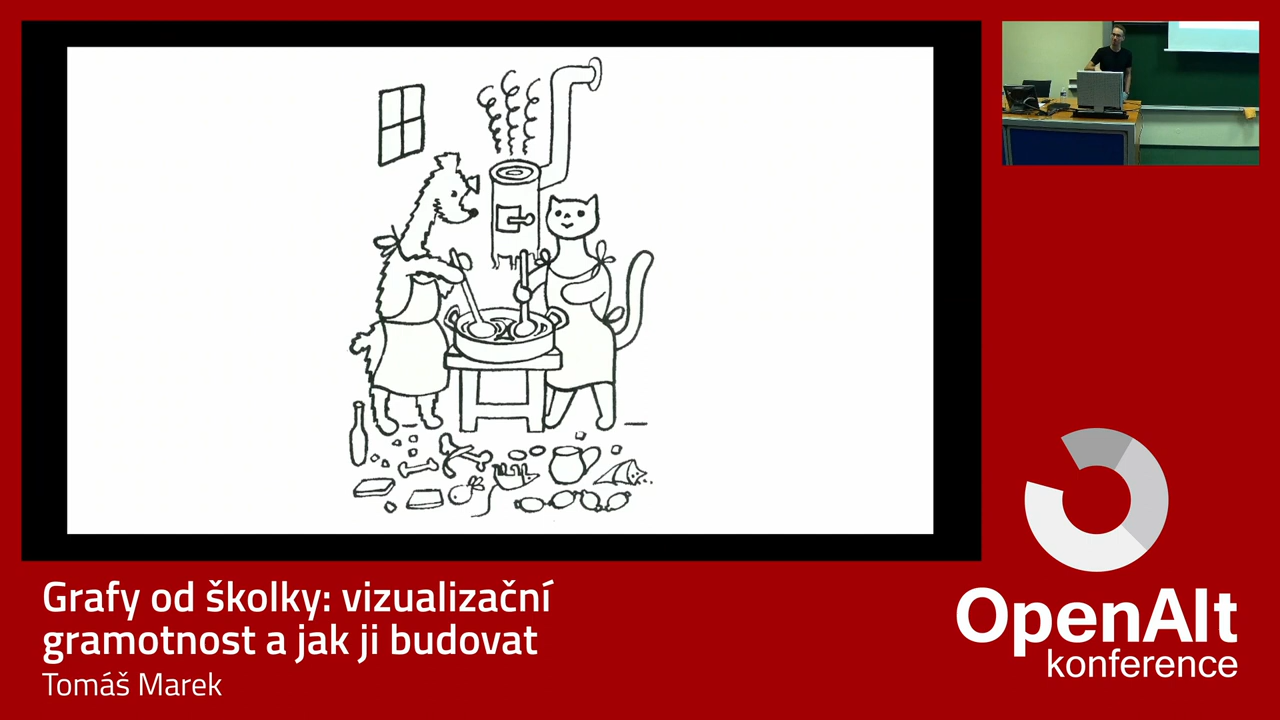 Grafy od školky: vizualizační
gramotnost a jak ji budovat
Tomáš Marek
OpenAlt
konference